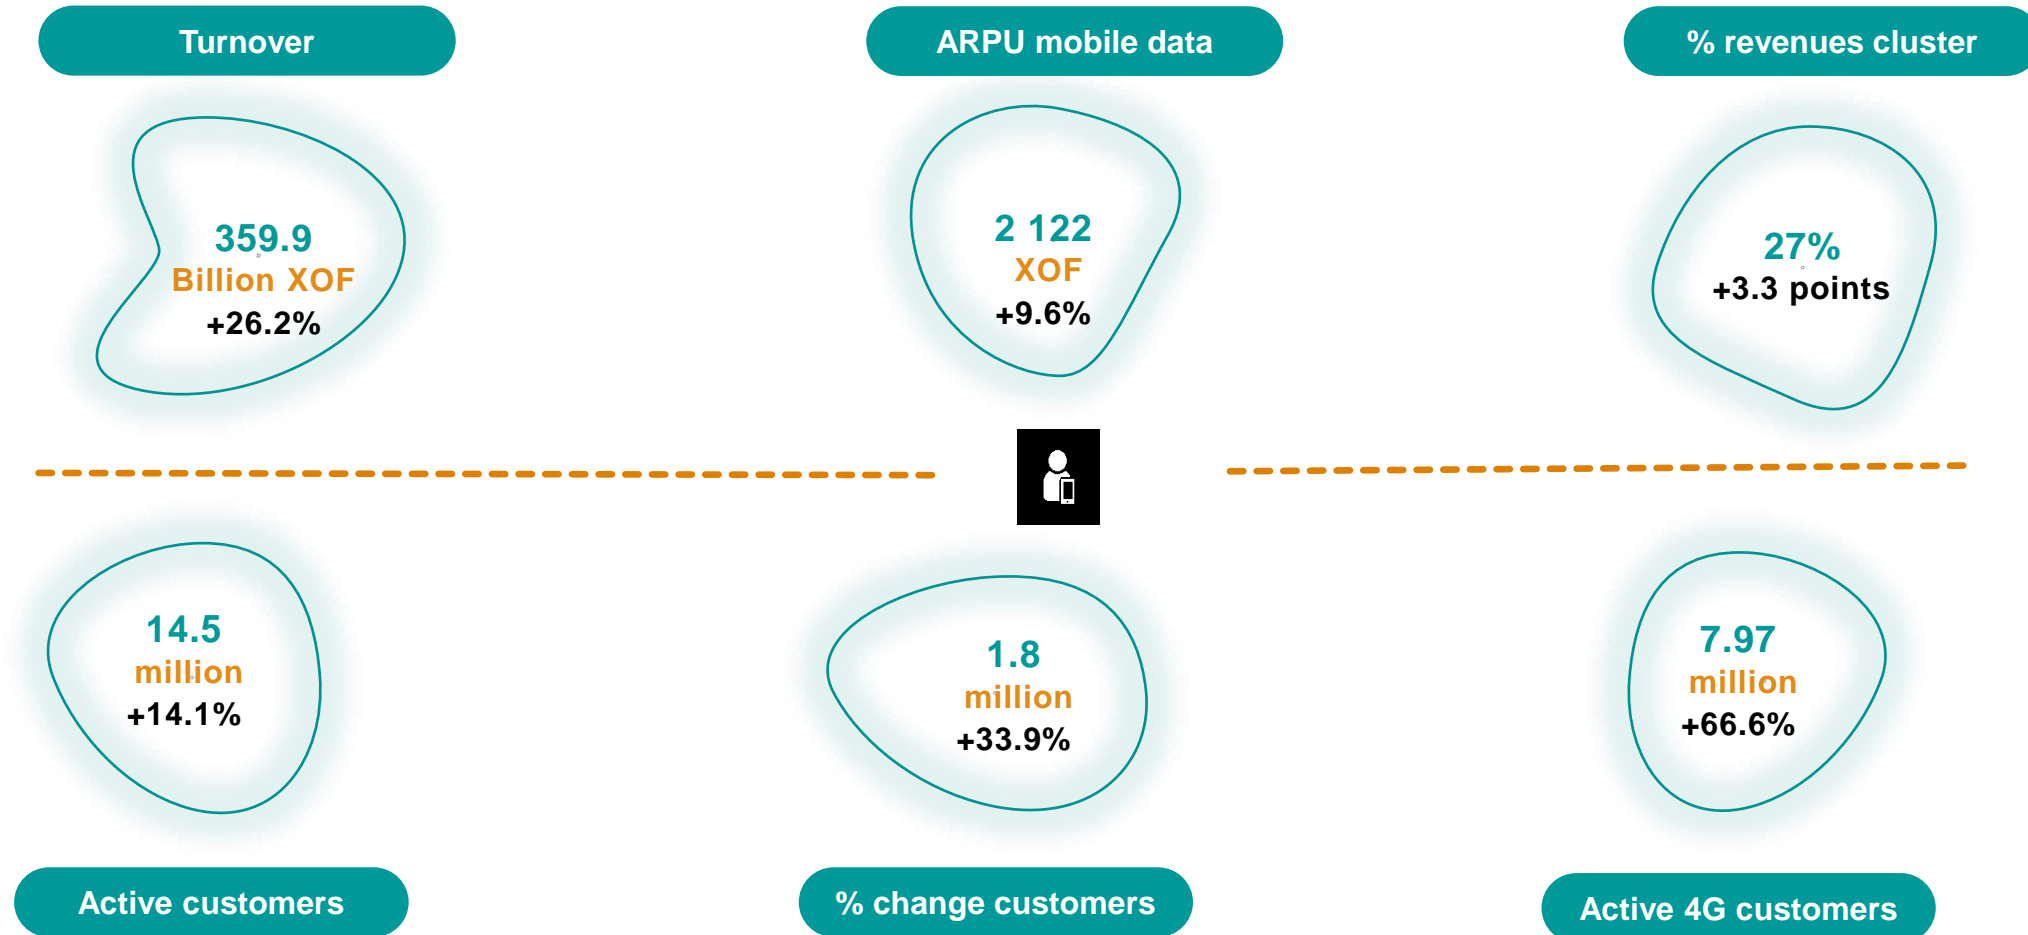 Turnover
ARPU mobile data
% revenues cluster
359.9
Billion XOF
+26.2%
2 122
XOF
+9.6%
27%
+3.3 points
14.5
million
+14.1%
1.8
million
+33.9%
7.97
million
+66.6%
Active customers
% change customers
Active 4G customers